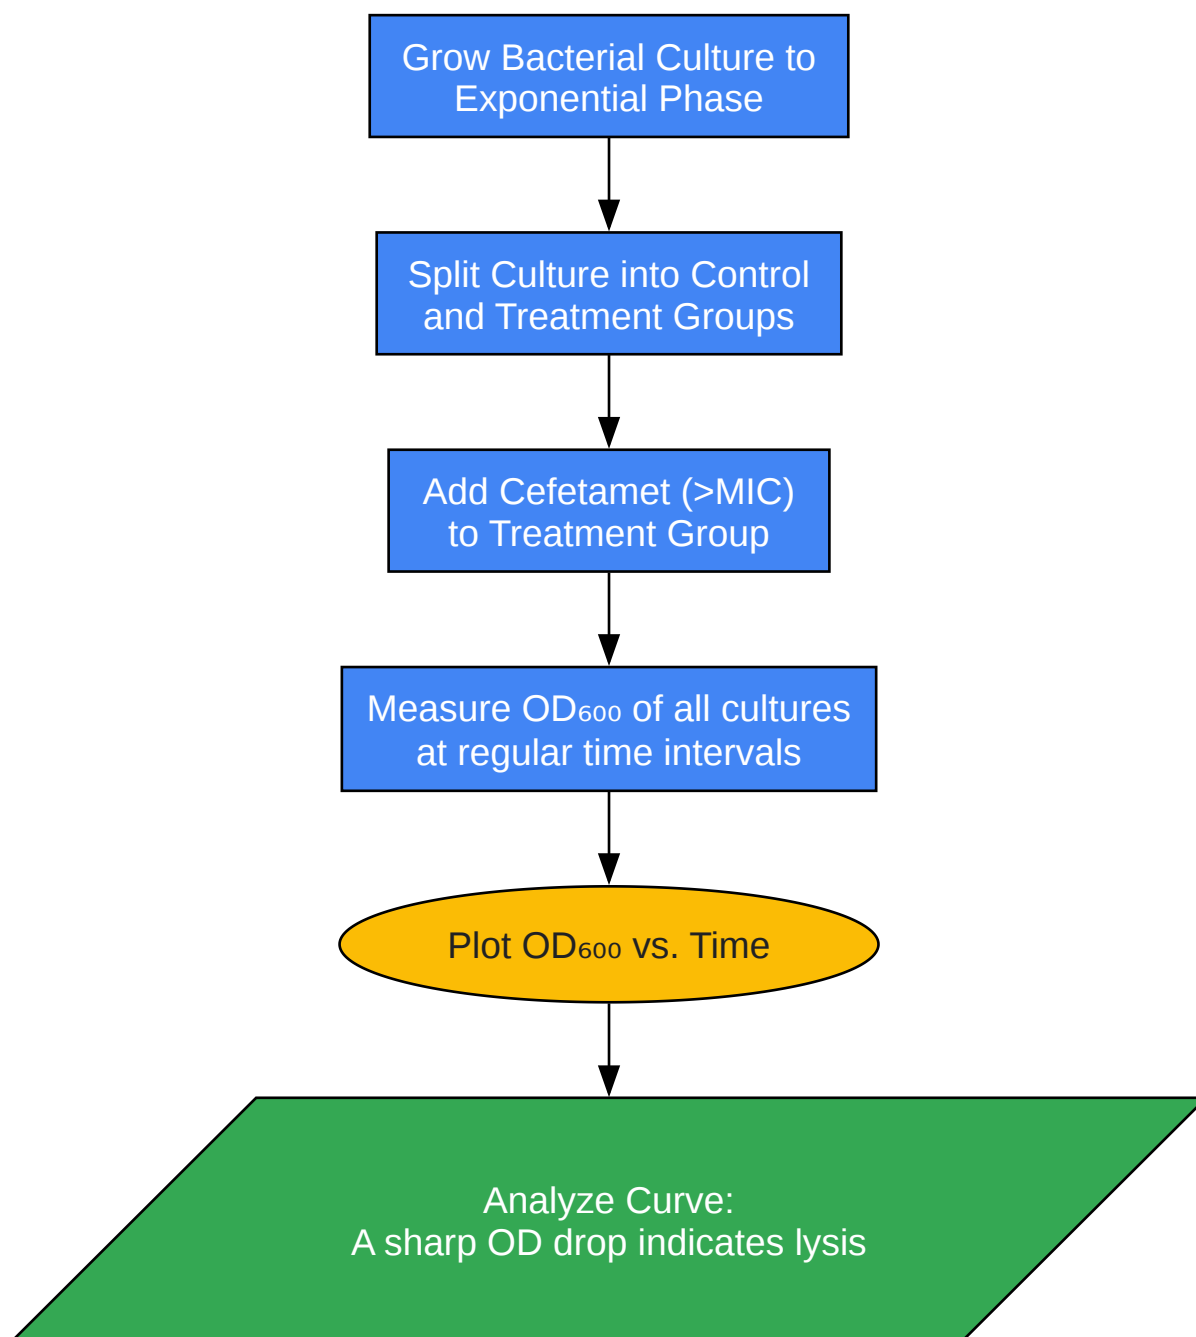 Grow Bacterial Culture to
Exponential Phase
Split Culture into Control
and Treatment Groups
Add Cefetamet (>MIC)
to Treatment Group
Measure OD₆₀₀ of all cultures
at regular time intervals
Plot OD₆₀₀ vs. Time
Analyze Curve:
A sharp OD drop indicates lysis